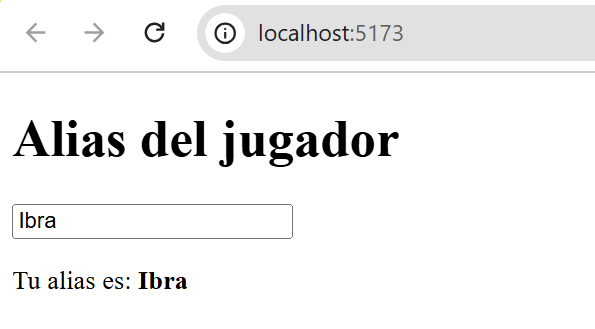 localhost:5173
Alias del jugador
Ibra
Tu alias es: Ibra